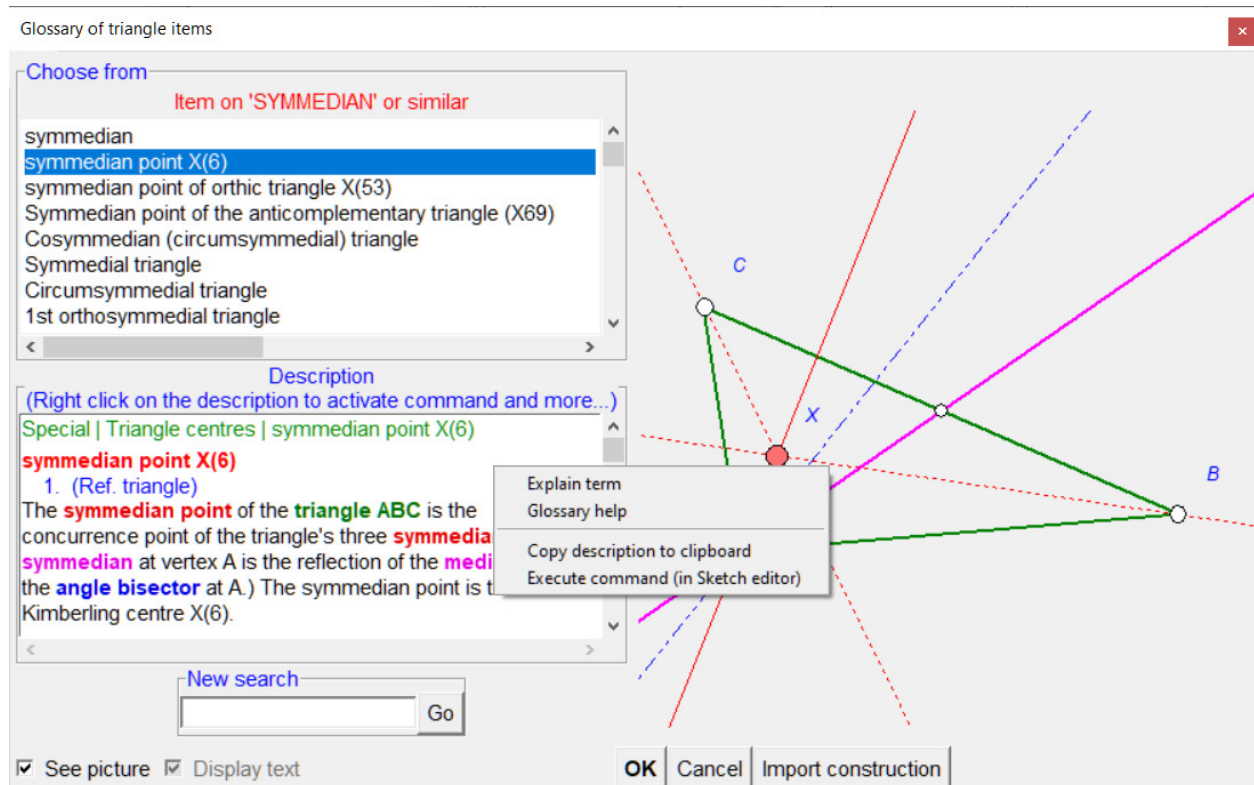 Glossary of triangle items
Choose from
Item on 'SYMMEDIAN' or similar
symmedian
symmedian point X(6)
symmedian point of orthic triangle X(53)
Symmedian point of the anticomplementary triangle (X69)
Cosymmedian (circumsymmedial) triangle
Symmedial triangle
Circumsymmedial triangle
1st orthosymmedial triangle
Description
(Right click on the description to activate command and more...)
Special | Triangle centres | symmedian point X(6)
symmedian point X(6)
1. (Ref. triangle)
The symmedian point of the triangle ABC is the
concurrence point of the triangle's three
symmedian at vertex A is the reflection of the
the angle bisector at A.) The symmedian point is
Kimberling centre X(6).
New search
Go
See picture
Display text
C
X
B
Explain term
Glossary help
Copy description to clipboard
Execute command (in Sketch editor)
OK
Cancel
Import construction